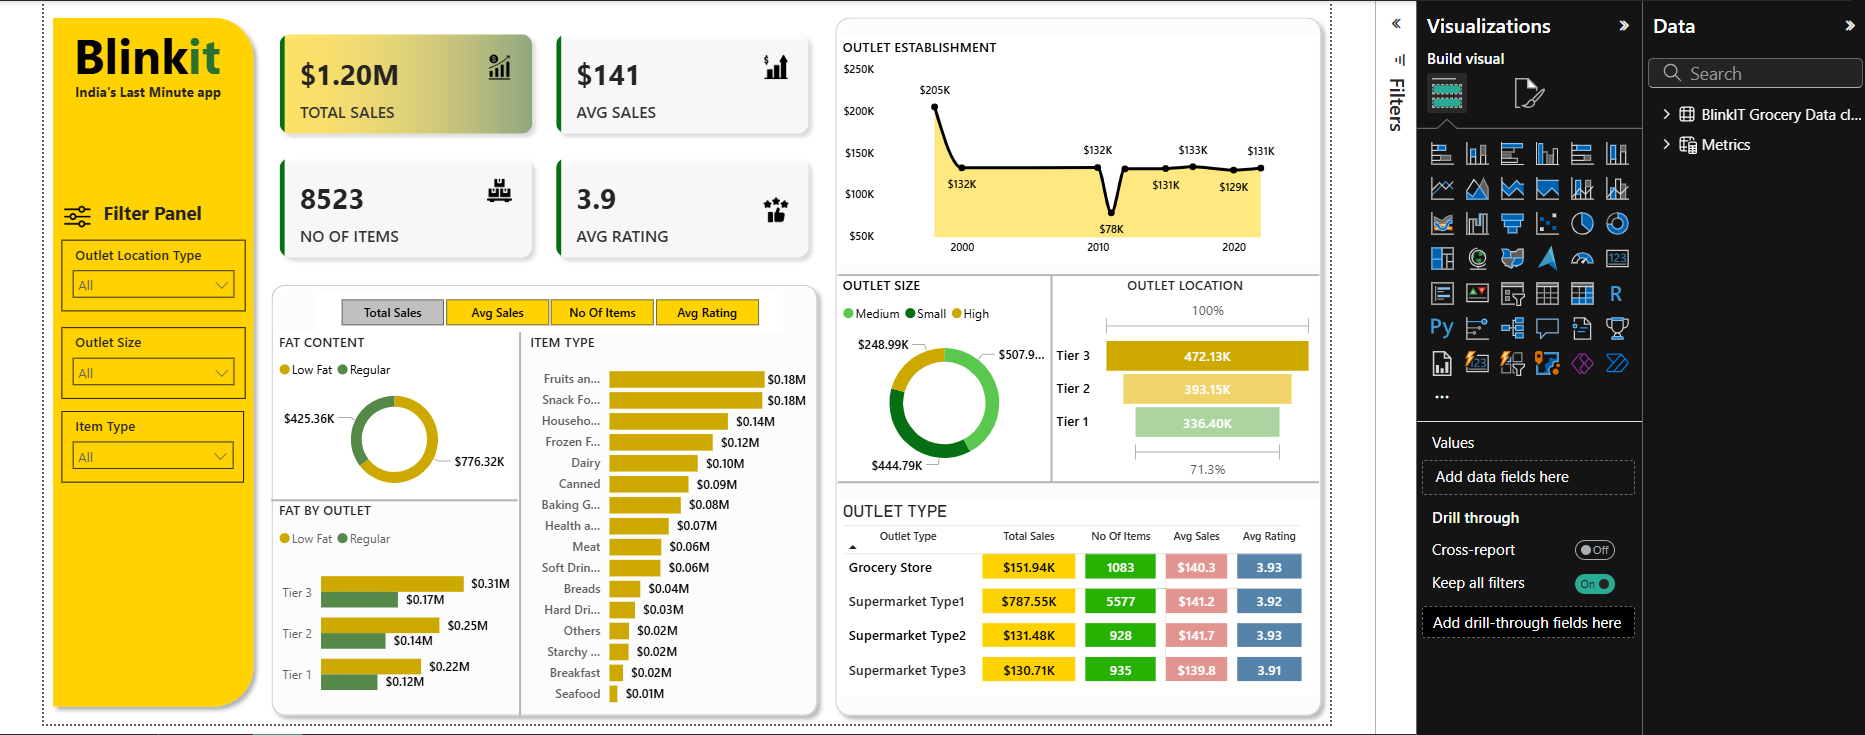 Blinkit
India's Last Minute app
Filter Panel
Outlet Location Type
All
Outlet Size
All
Item Type
All
$1.20M
TOTAL SALES
$141
AVG SALES
8523
NO OF ITEMS
3.9
AVG RATING
Total Sales
Avg Sales
No Of Items
Avg Rating
FAT CONTENT
Low Fat Regular
$425.36K
$776.32K
FAT BY OUTLET
Low Fat Regular
Tier 3 $0.31M
$0.17M
Tier 2 $0.25M
$0.14M
Tier 1 $0.22M
$0.12M
ITEM TYPE
Fruits an... $0.18M
Snack Fo... $0.18M
Househo... $0.14M
Frozen F... $0.12M
Dairy $0.10M
Canned $0.09M
Baking G... $0.08M
Health a... $0.07M
Meat $0.06M
Soft Drin... $0.06M
Breads $0.04M
Hard Dri... $0.03M
Others $0.02M
Starchy ... $0.02M
Breakfast $0.02M
Seafood $0.01M
OUTLET ESTABLISHMENT
$250K
$200K
$150K
$100K
$50K
$205K
$132K
$132K
$78K
$131K
$133K
$129K
$131K
2000 2010 2020
OUTLET SIZE
Medium Small High
$248.99K
$507.9...
$444.79K
OUTLET LOCATION
100%
Tier 3 472.13K
Tier 2 393.15K
Tier 1 336.40K
71.3%
OUTLET TYPE
Outlet Type Total Sales No Of Items Avg Sales Avg Rating
Grocery Store $151.94K 1083 $140.3 3.93
Supermarket Type1 $787.55K 5577 $141.2 3.92
Supermarket Type2 $131.48K 928 $141.7 3.93
Supermarket Type3 $130.71K 935 $139.8 3.91
Filters
Visualizations
Build visual
123
R
Py
123
Values
Add data fields here
Drill through
Cross-report Off
Keep all filters On
Add drill-through fields here
Data
Search
BlinkIT Grocery Data cl...
Metrics